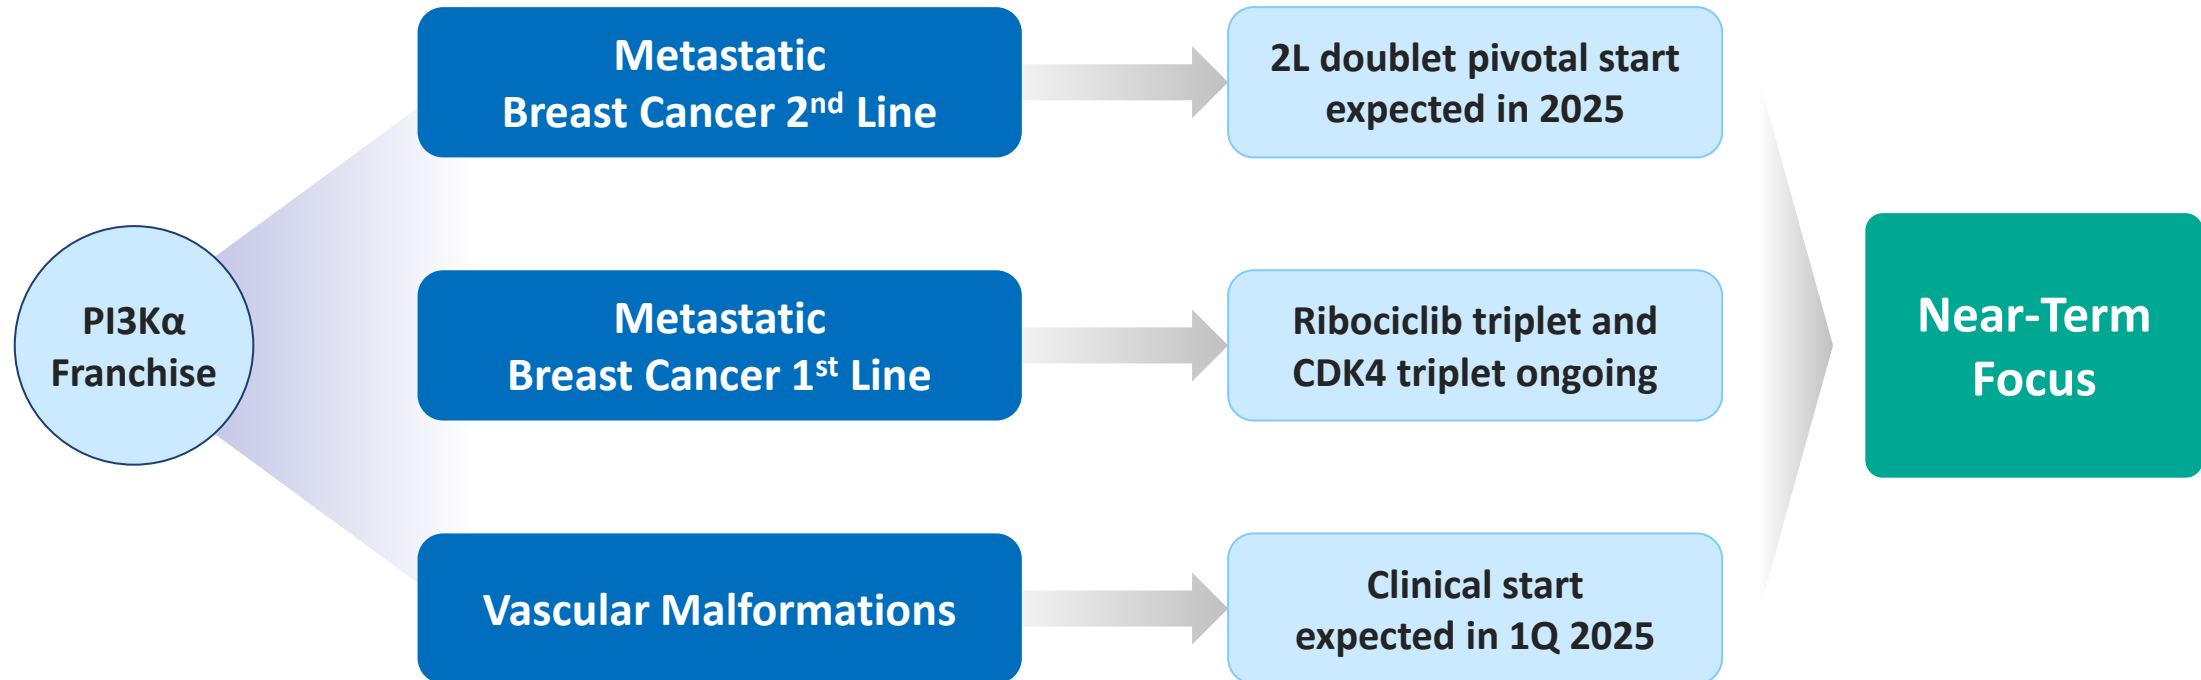 PI3Kα
Franchise
Metastatic
Breast Cancer 2nd Line
2L doublet pivotal start
expected in 2025
Metastatic
Breast Cancer 1st Line
Ribociclib triplet and
CDK4 triplet ongoing
Vascular Malformations
Clinical start
expected in 1Q 2025
Near-Term
Focus